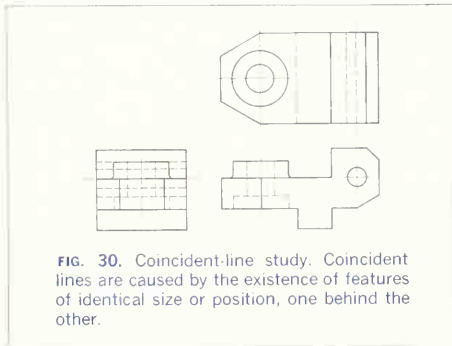 FIG. 30. Coincident-line study. Coincident
lines are caused by the existence of features
of identical size or position, one behind the
other.